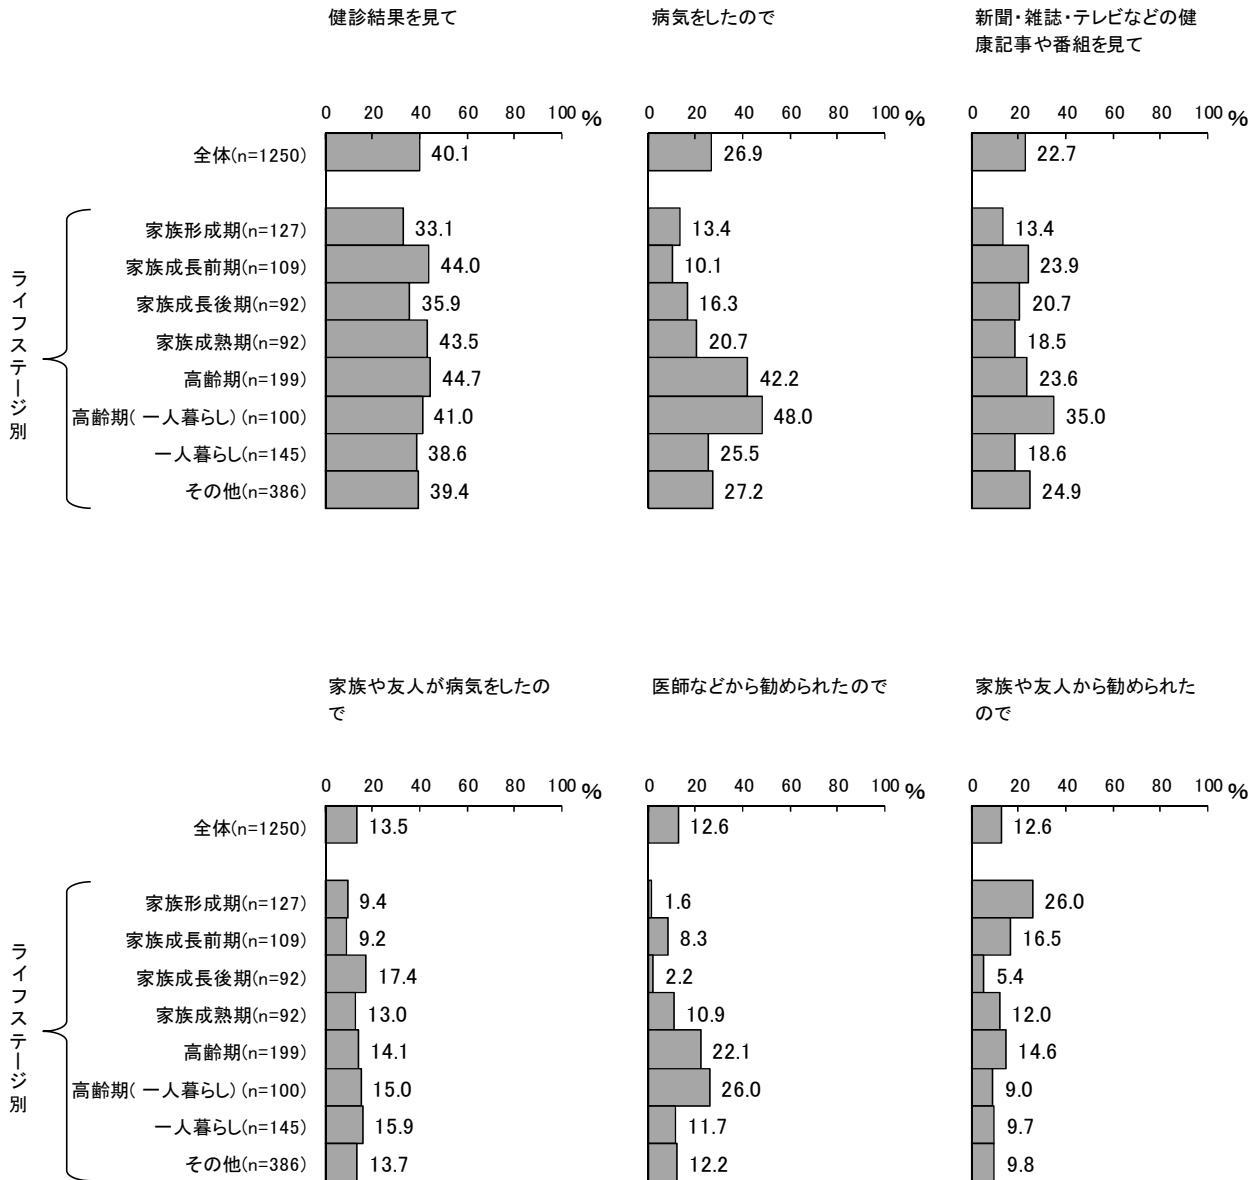 健診結果を見て
病気をしたので
新聞・雑誌・テレビなどの健
康記事や番組を見て
0 20 40 60 80 100 %
0 20 40 60 80 100 %
0 20 40 60 80 100 %
全体(n=1250) 40.1 26.9 22.7
ライフステージ別
家族形成期(n=127) 33.1 13.4 13.4
家族成長前期(n=109) 44.0 10.1 23.9
家族成長後期(n=92) 35.9 16.3 20.7
家族成熟期(n=92) 43.5 20.7 18.5
高齢期(n=199) 44.7 42.2 23.6
高齢期(一人暮らし)(n=100) 41.0 48.0 35.0
一人暮らし(n=145) 38.6 25.5 18.6
その他(n=386) 39.4 27.2 24.9
家族や友人が病気をしたの
で
医師などから勧められたので
家族や友人から勧められた
ので
0 20 40 60 80 100 %
0 20 40 60 80 100 %
0 20 40 60 80 100 %
全体(n=1250) 13.5 12.6 12.6
ライフステージ別
家族形成期(n=127) 9.4 1.6 26.0
家族成長前期(n=109) 9.2 8.3 16.5
家族成長後期(n=92) 17.4 2.2 5.4
家族成熟期(n=92) 13.0 10.9 12.0
高齢期(n=199) 14.1 22.1 14.6
高齢期(一人暮らし)(n=100) 15.0 26.0 9.0
一人暮らし(n=145) 15.9 11.7 9.7
その他(n=386) 13.7 12.2 9.8